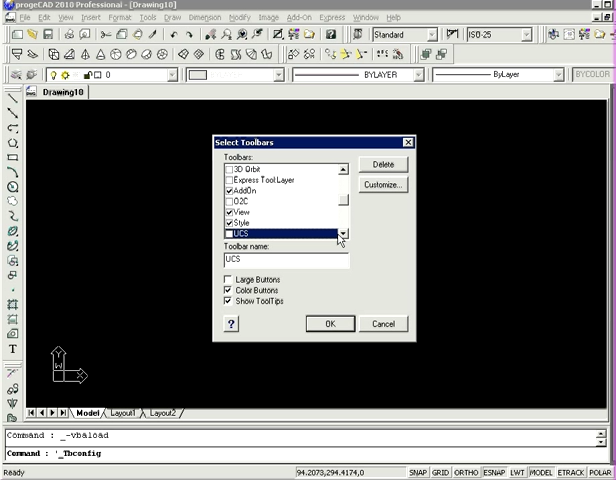 progeCAD 2010 Professional - [Drawing10]
File Edit View Insert Format Tools Draw Dimension Modify Image Add-On Express Window Help
Standard ISO-25
0 BYLAYER ByLayer BYCOLOR
Drawing10
Select Toolbars
Toolbars:
3D Orbit
Express Tool Layer
AddOn
O2C
View
Style
UCS
Delete
Customize...
Toolbar name:
UCS
Large Buttons
Color Buttons
Show ToolTips
? OK Cancel
Y
W
X
T
Model Layout1 Layout2
Command : _-vbaload
Command : '_Tbconfig
Ready 94.2073,294.4174,0 SNAP GRID ORTHO ESNAP LWT MODEL ETRACK POLAR